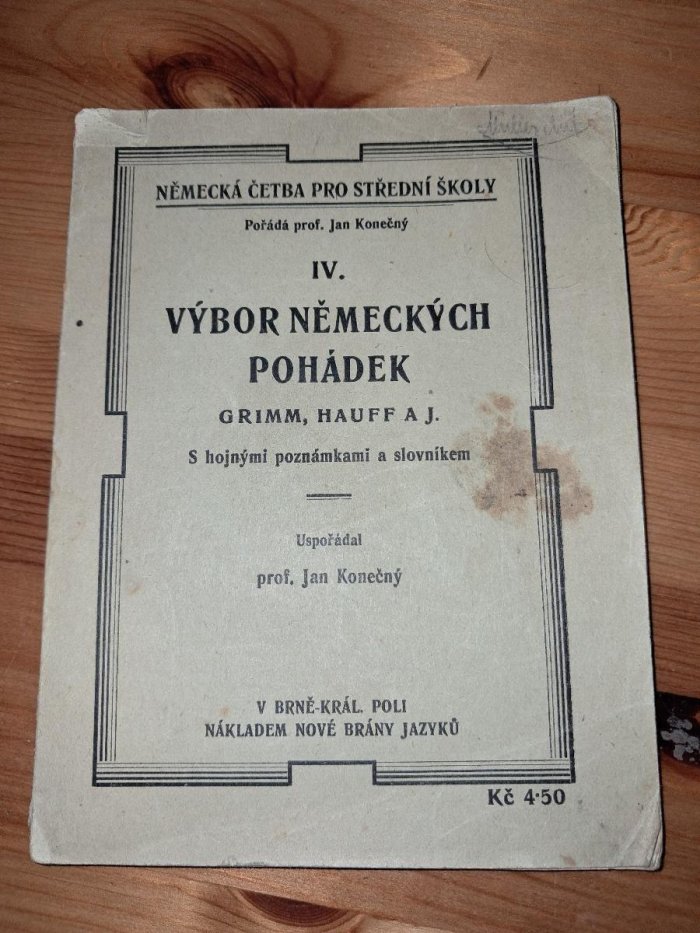 NĚMECKÁ ČETBA PRO STŘEDNÍ ŠKOLY
Pořádá prof. Jan Konečný
IV.
VÝBOR NĚMECKÝCH
POHÁDEK
GRIMM, HAUFF A J.
S hojnými poznámkami a slovníkem
Uspořádal
prof. Jan Konečný
V BRNĚ-KRÁL. POLI
NÁKLADEM NOVÉ BRÁNY JAZYKŮ
Kč 4·50